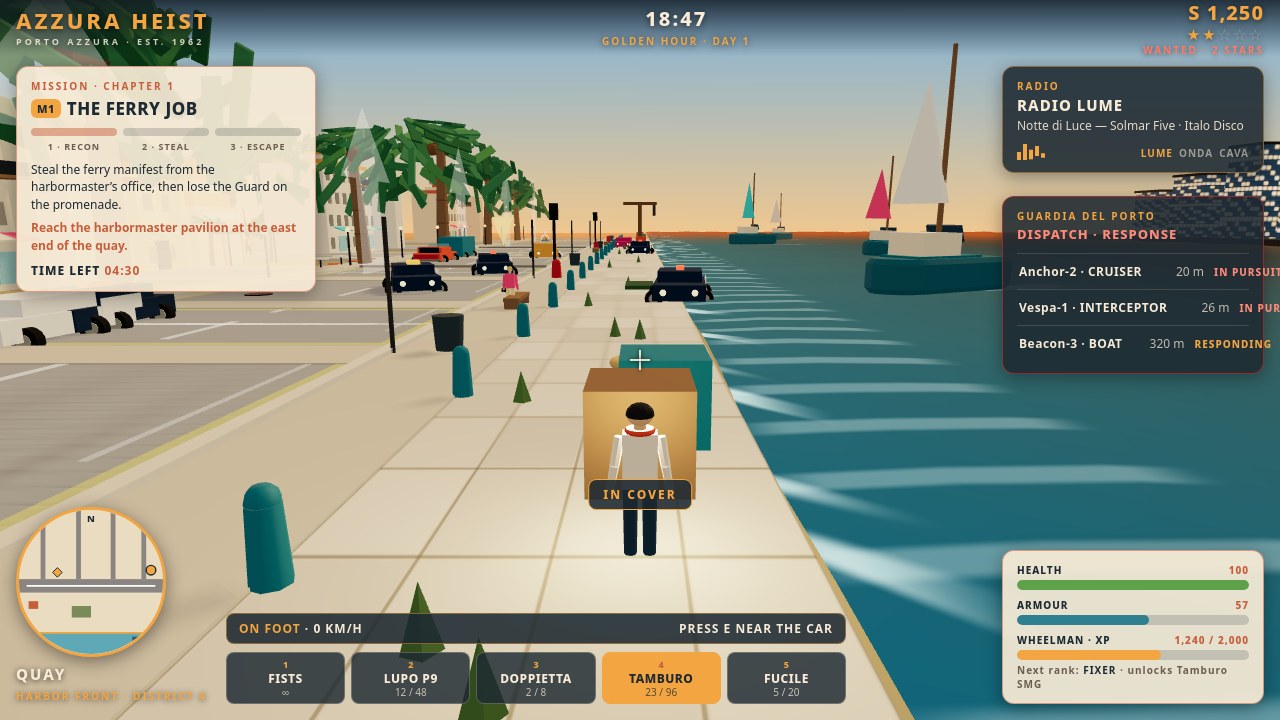 AZZURA HEIST
PORTO AZZURA · EST. 1962
18:47
GOLDEN HOUR · DAY 1
S 1,250
★★☆☆☆☆
WANTED · 2 STARS
MISSION · CHAPTER 1
M1 THE FERRY JOB
1 · RECON 2 · STEAL 3 · ESCAPE
Steal the ferry manifest from the
harbormaster's office, then lose the Guard on
the promenade.
Reach the harbormaster pavilion at the east
end of the quay.
TIME LEFT 04:30
RADIO
RADIO LUME
Notte di Luce — Solmar Five · Italo Disco
LUME ONDA CAVA
GUARDIA DEL PORTO
DISPATCH · RESPONSE
Anchor-2 · CRUISER 20 m IN PURSUIT
Vespa-1 · INTERCEPTOR 26 m IN PUR
Beacon-3 · BOAT 320 m RESPONDING
IN COVER
N
QUAY
HARBOR FRONT · DISTRICT 4
ON FOOT · 0 KM/H PRESS E NEAR THE CAR
1
FISTS
∞
2
LUPO P9
12 / 48
3
DOPPIETTA
2 / 8
4
TAMBURO
23 / 96
5
FUCILE
5 / 20
HEALTH 100
ARMOUR 57
WHEELMAN · XP 1,240 / 2,000
Next rank: FIXER · unlocks Tamburo
SMG